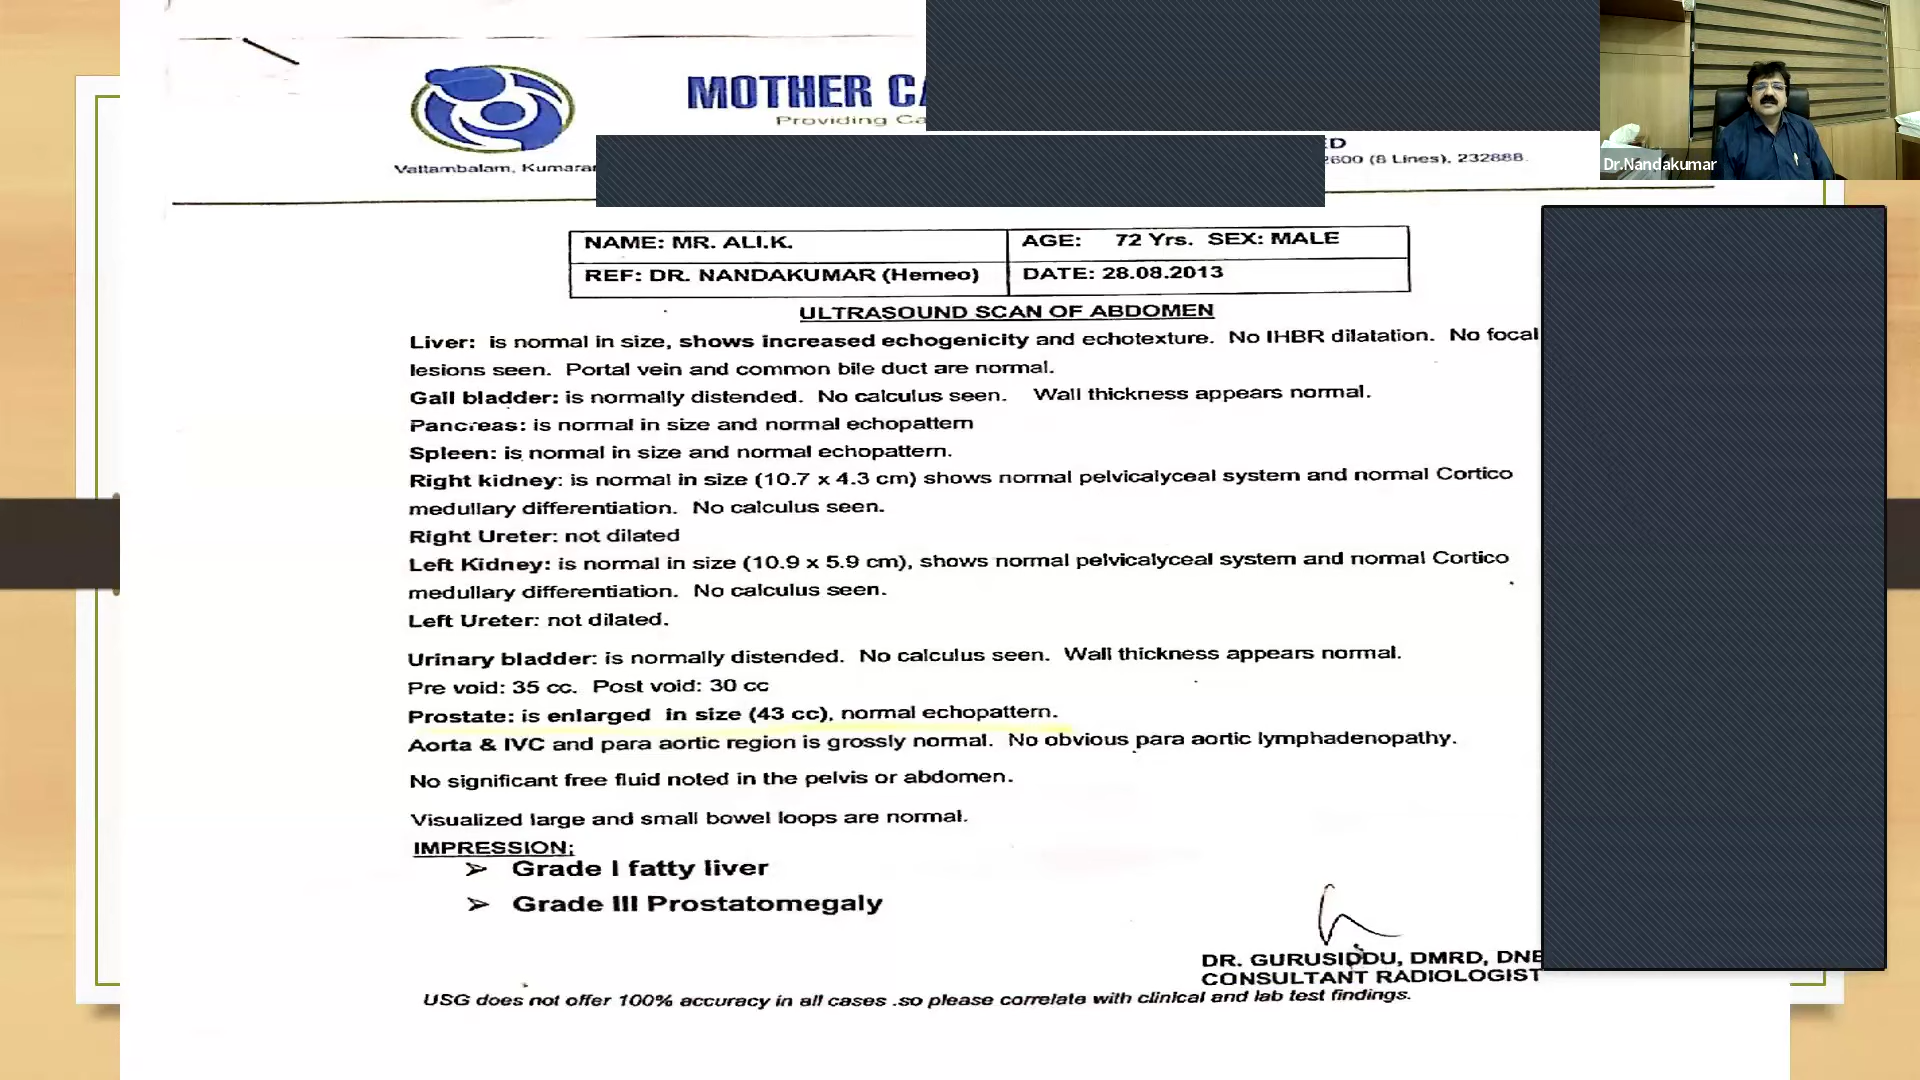 MOTHER CA
Providing Ca
Vattambalam, Kumarar
ED
2600 (8 Lines), 232888.
Dr.Nandakumar
NAME: MR. ALI.K. AGE: 72 Yrs. SEX: MALE
REF: DR. NANDAKUMAR (Hemeo) DATE: 28.08.2013
ULTRASOUND SCAN OF ABDOMEN
Liver: is normal in size, shows increased echogenicity and echotexture. No IHBR dilatation. No focal
lesions seen. Portal vein and common bile duct are normal.
Gall bladder: is normally distended. No calculus seen. Wall thickness appears normal.
Pancreas: is normal in size and normal echopattern
Spleen: is normal in size and normal echopattern.
Right kidney: is normal in size (10.7 x 4.3 cm) shows normal pelvicalyceal system and normal Cortico
medullary differentiation. No calculus seen.
Right Ureter: not dilated
Left Kidney: is normal in size (10.9 x 5.9 cm), shows normal pelvicalyceal system and normal Cortico
medullary differentiation. No calculus seen.
Left Ureter: not dilated.
Urinary bladder: is normally distended. No calculus seen. Wall thickness appears normal.
Pre void: 35 cc. Post void: 30 cc
Prostate: is enlarged in size (43 cc), normal echopattern.
Aorta & IVC and para aortic region is grossly normal. No obvious para aortic lymphadenopathy.
No significant free fluid noted in the pelvis or abdomen.
Visualized large and small bowel loops are normal.
IMPRESSION:
➢ Grade I fatty liver
➢ Grade III Prostatomegaly
DR. GURUSIDDU, DMRD, DNB
CONSULTANT RADIOLOGIST
USG does not offer 100% accuracy in all cases .so please correlate with clinical and lab test findings.